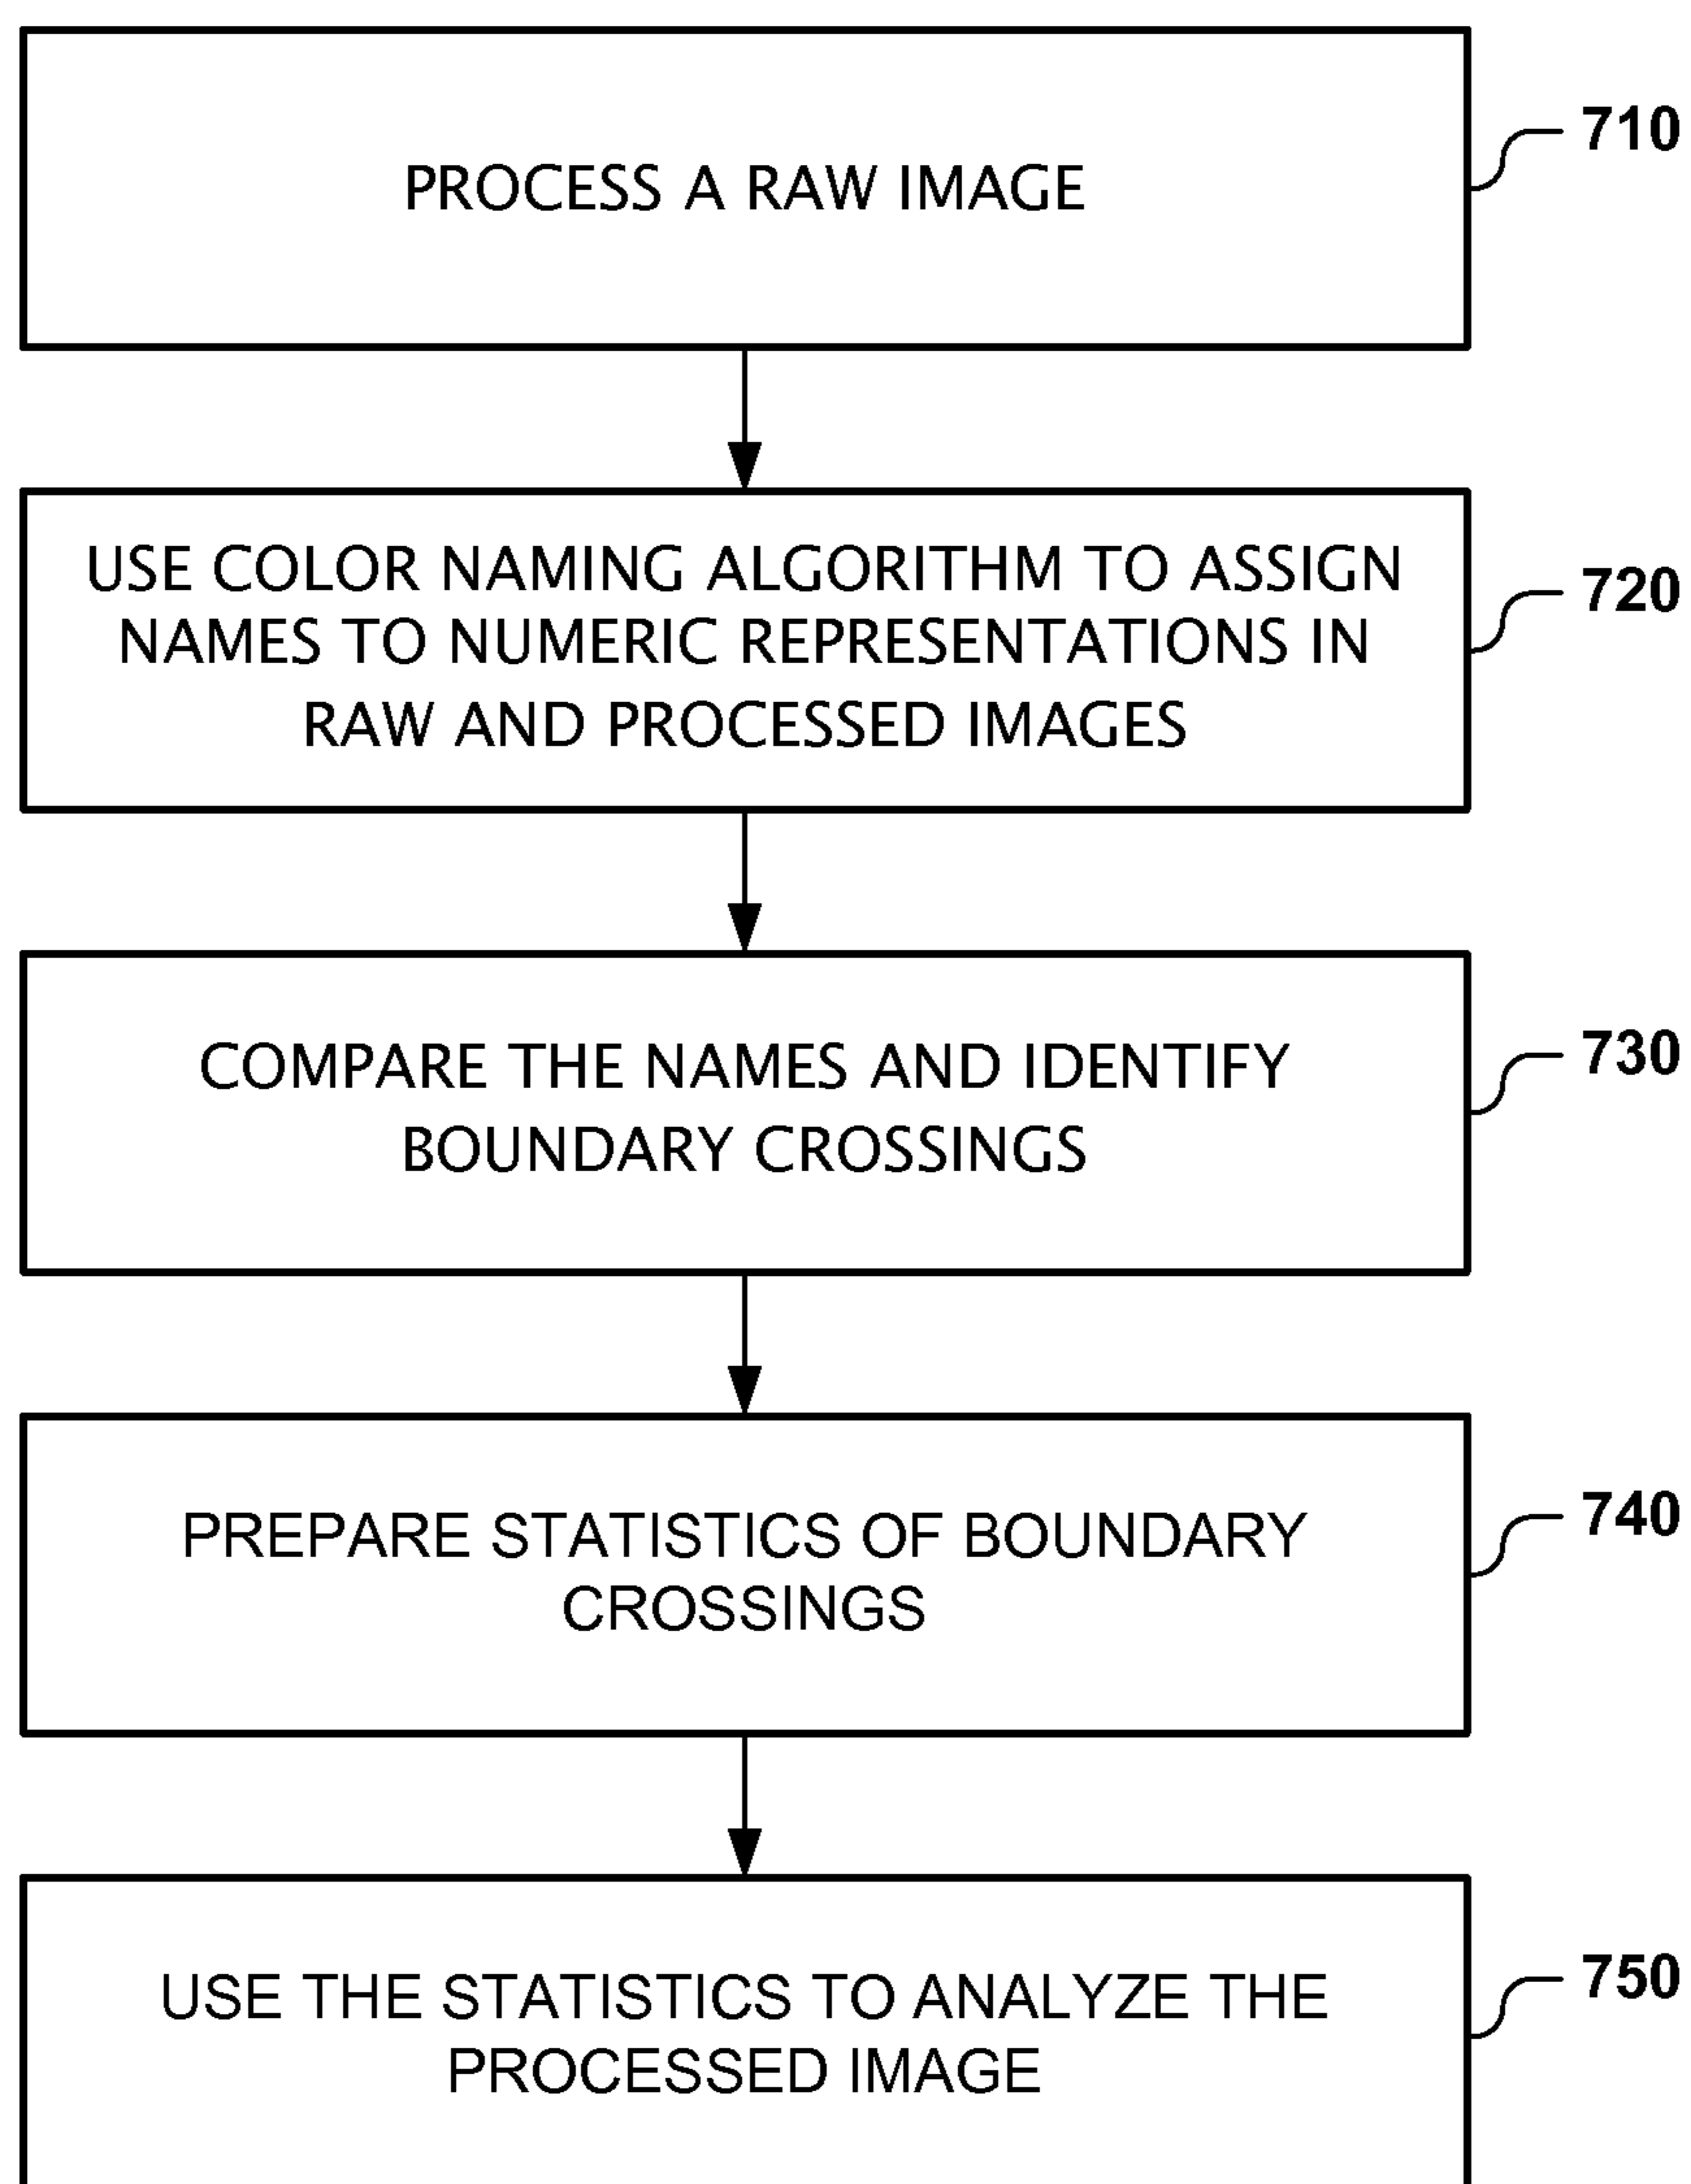 PROCESS A RAW IMAGE
710
USE COLOR NAMING ALGORITHM TO ASSIGN
NAMES TO NUMERIC REPRESENTATIONS IN
RAW AND PROCESSED IMAGES
720
COMPARE THE NAMES AND IDENTIFY
BOUNDARY CROSSINGS
730
PREPARE STATISTICS OF BOUNDARY
CROSSINGS
740
USE THE STATISTICS TO ANALYZE THE
PROCESSED IMAGE
750